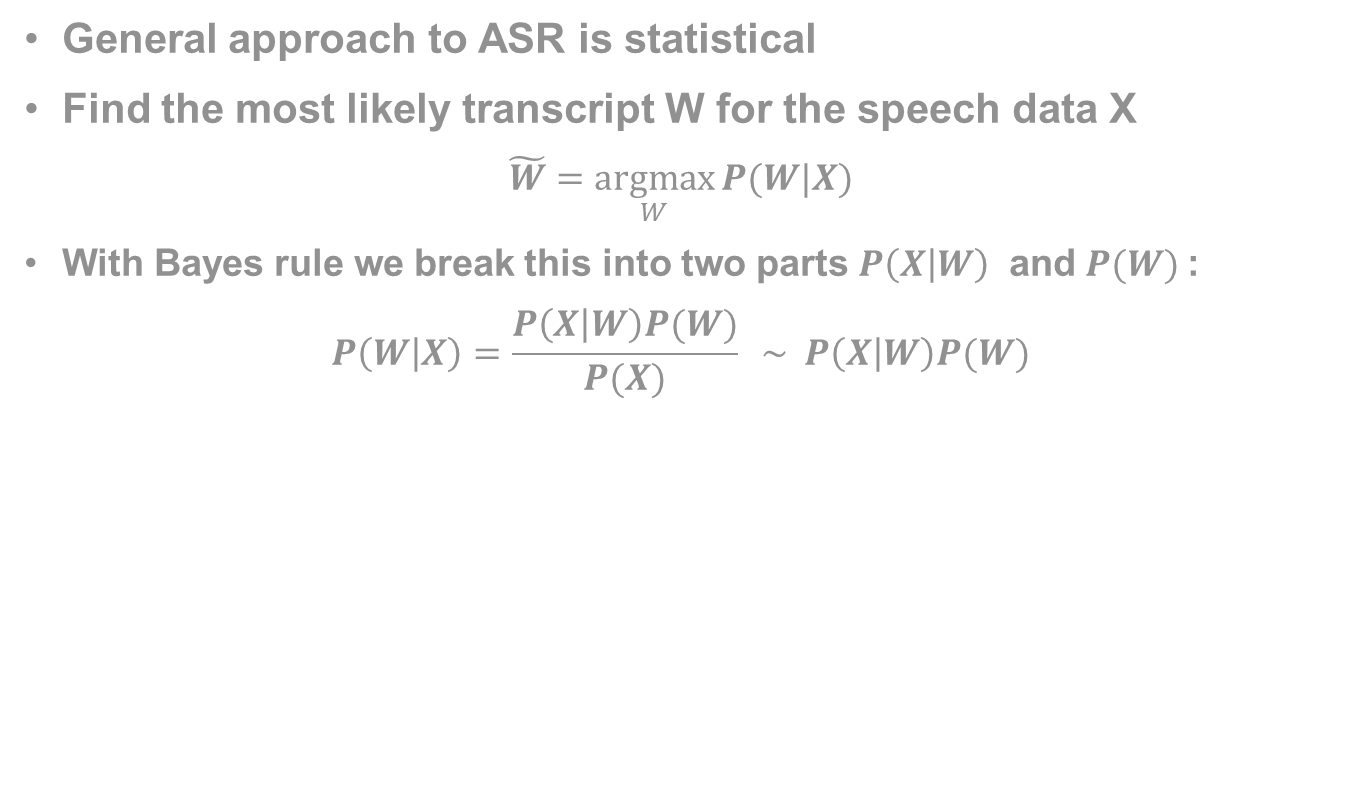 • General approach to ASR is statistical
• Find the most likely transcript W for the speech data X
W̃ = argmax P(W|X)
W
• With Bayes rule we break this into two parts P(X|W) and P(W) :
P(W|X) = P(X|W)P(W) / P(X) ~ P(X|W)P(W)